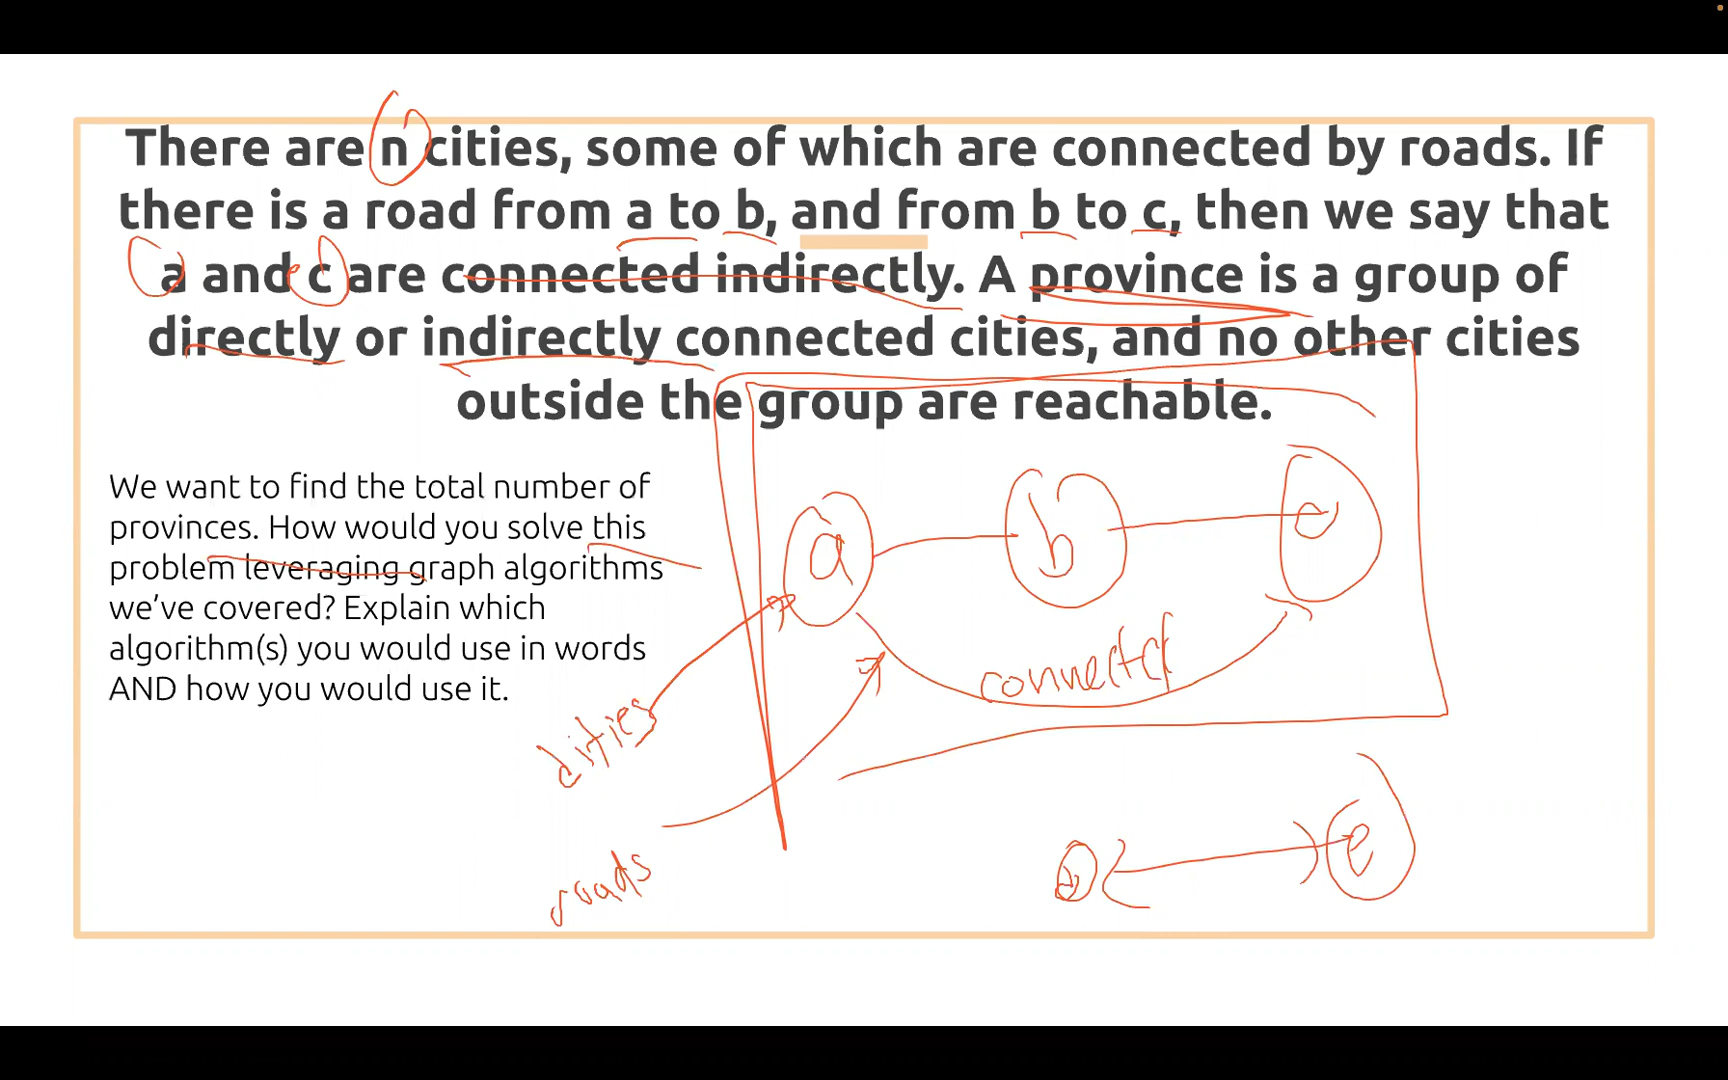 There are n cities, some of which are connected by roads. If
there is a road from a to b, and from b to c, then we say that
a and c are connected indirectly. A province is a group of
directly or indirectly connected cities, and no other cities
outside the group are reachable.
We want to find the total number of
provinces. How would you solve this
problem leveraging graph algorithms
we've covered? Explain which
algorithm(s) you would use in words
AND how you would use it.
a
b
connected
cities
roads
e